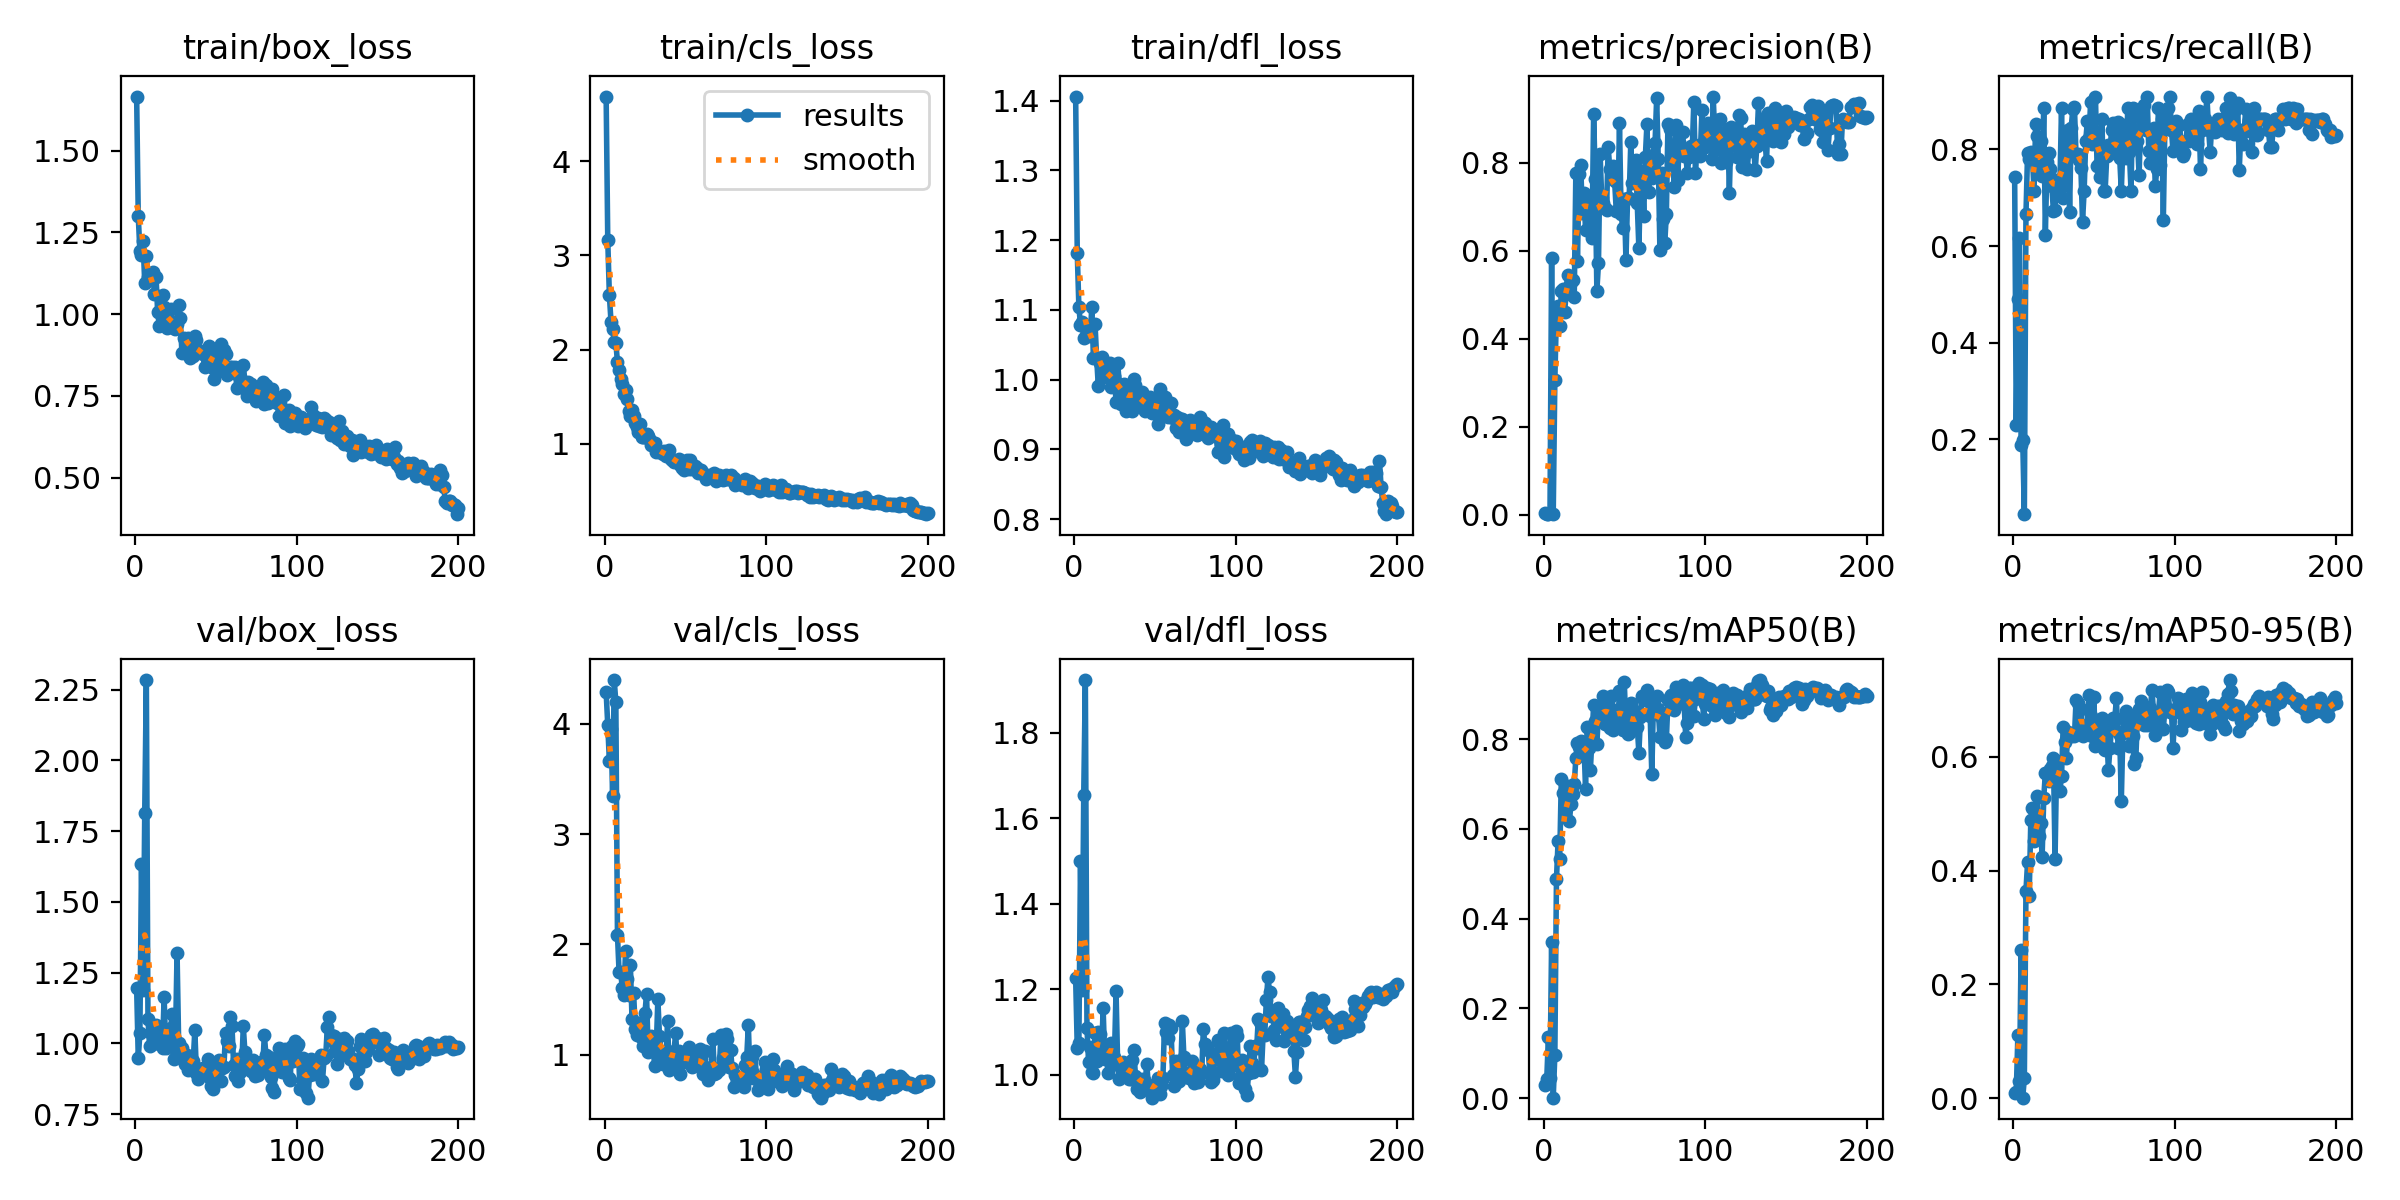 train/box_loss
1.50
1.25
1.00
0.75
0.50
0 100 200
train/cls_loss
results
smooth
4
3
2
1
0 100 200
train/dfl_loss
1.4
1.3
1.2
1.1
1.0
0.9
0.8
0 100 200
metrics/precision(B)
0.8
0.6
0.4
0.2
0.0
0 100 200
metrics/recall(B)
0.8
0.6
0.4
0.2
0 100 200
val/box_loss
2.25
2.00
1.75
1.50
1.25
1.00
0.75
0 100 200
val/cls_loss
4
3
2
1
0 100 200
val/dfl_loss
1.8
1.6
1.4
1.2
1.0
0 100 200
metrics/mAP50(B)
0.8
0.6
0.4
0.2
0.0
0 100 200
metrics/mAP50-95(B)
0.6
0.4
0.2
0.0
0 100 200